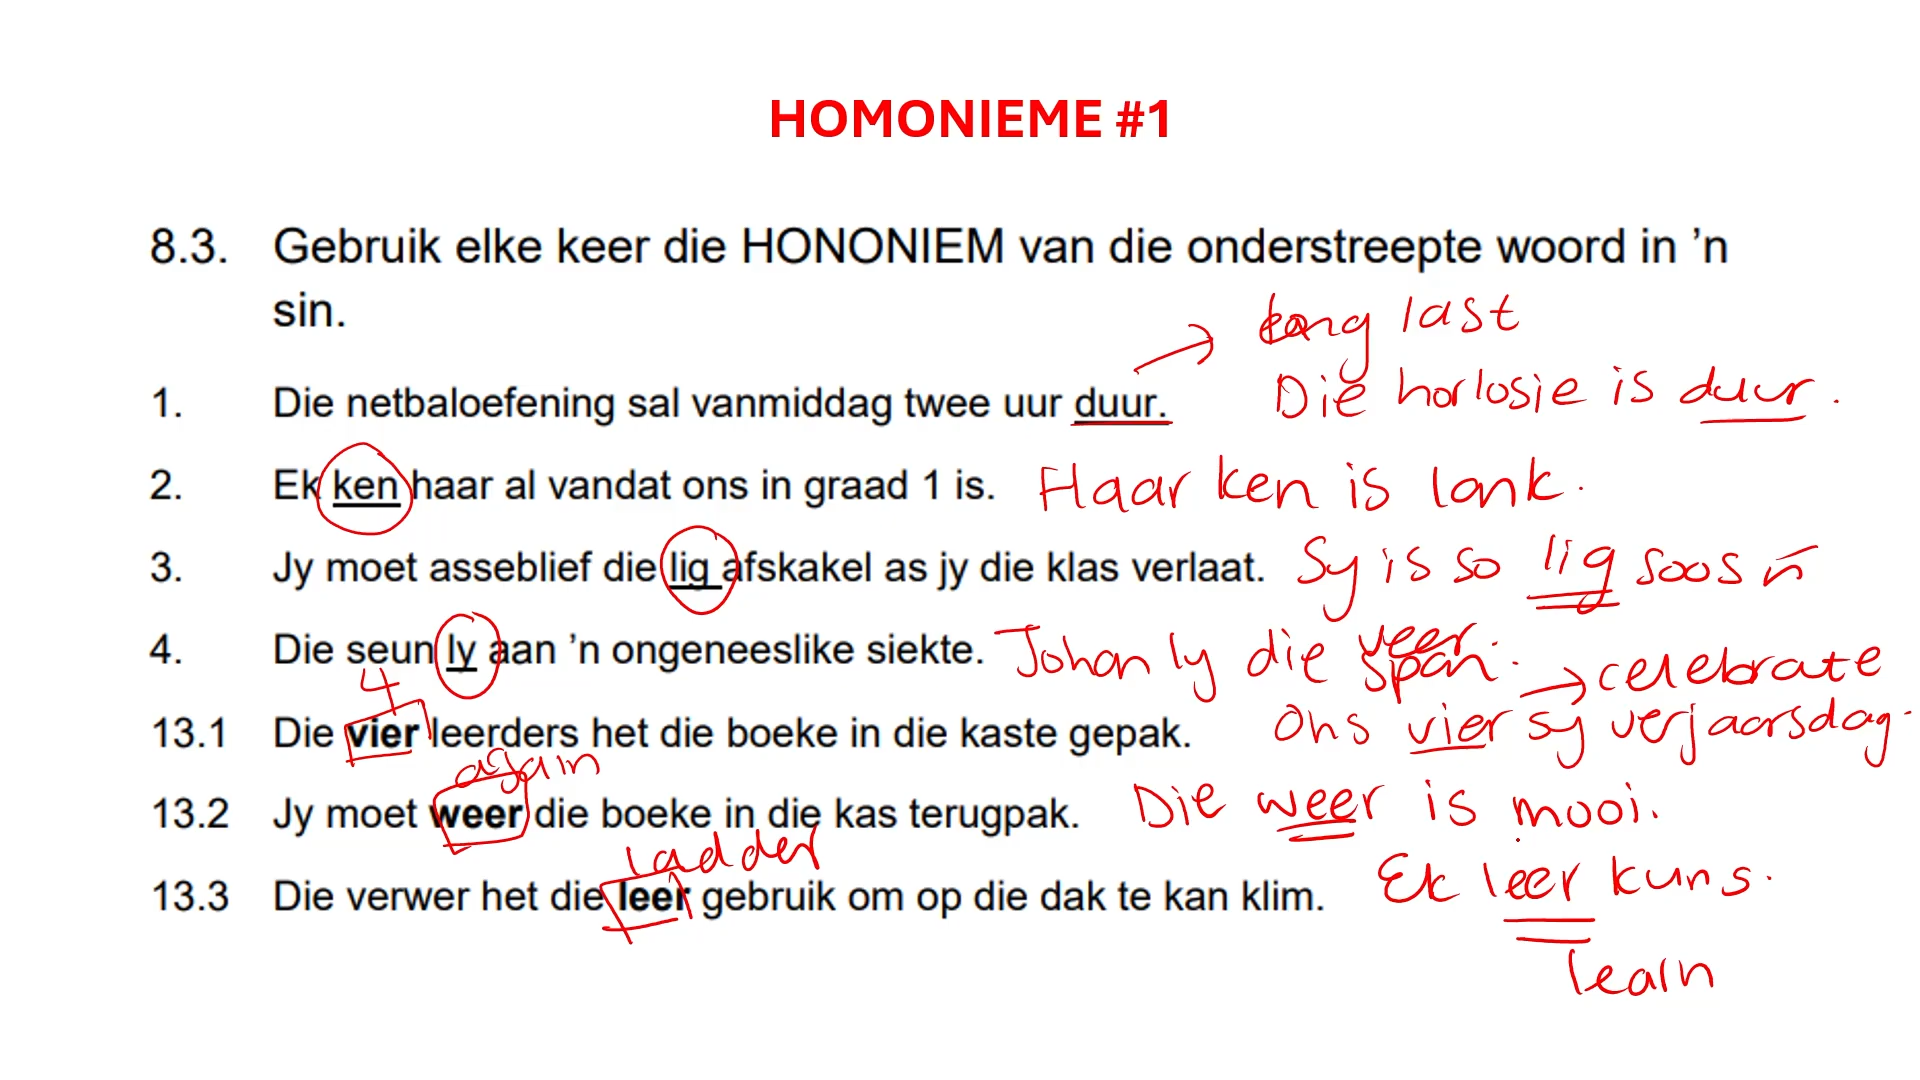 HOMONIEME #1
8.3. Gebruik elke keer die HONONIEM van die onderstreepte woord in ’n
sin.
last
1. Die netbaloefening sal vanmiddag twee uur duur. Die horlosie is duur.
2. Ek ken haar al vandat ons in graad 1 is. Haar ken is lank.
3. Jy moet asseblief die lig afskakel as jy die klas verlaat. Sy is so lig soos ’n
veer.
4. Die seun ly aan ’n ongeneeslike siekte. Johan ly die span.
4
celebrate
13.1 Die vier leerders het die boeke in die kaste gepak. Ons vier sy verjaarsdag.
again
13.2 Jy moet weer die boeke in die kas terugpak. Die weer is mooi.
ladder
13.3 Die verwer het die leer gebruik om op die dak te kan klim. Ek leer kuns.
learn